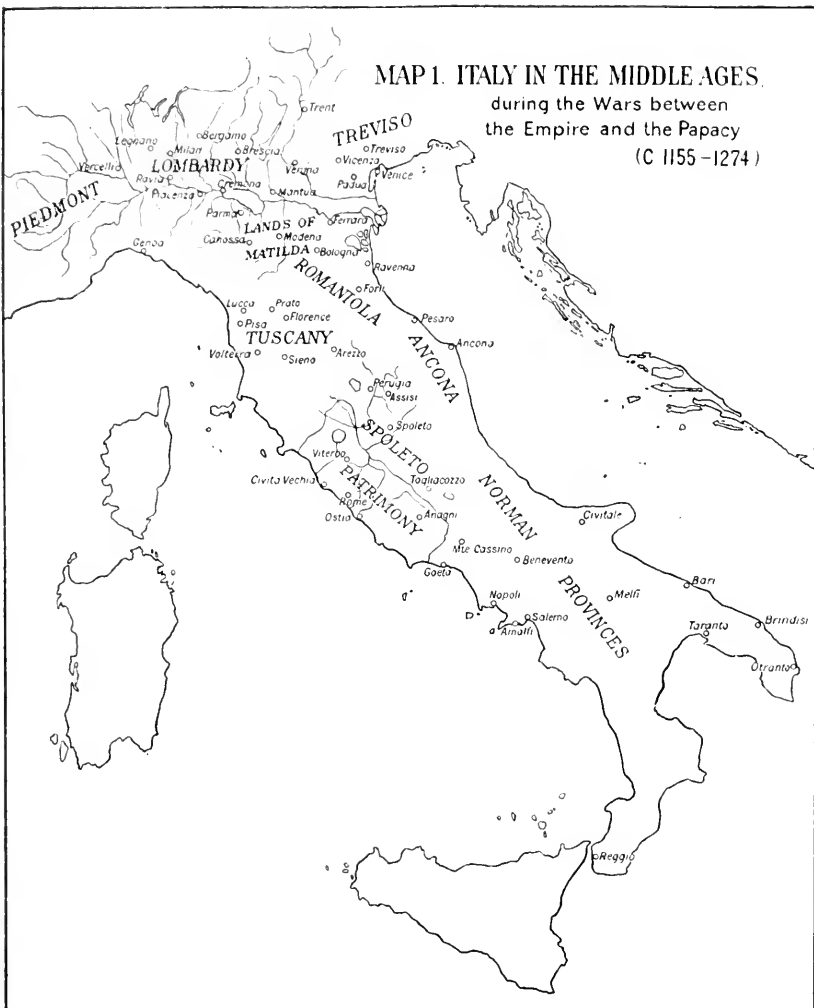 MAP 1. ITALY IN THE MIDDLE AGES
during the Wars between
the Empire and the Papacy
(C 1155-1274)
Trent
TREVISO
Legnano
Bergamo
Milan
Brescia
Treviso
Vicenza
Vercelli
LOMBARDY
Verona
Padua
Venice
Pavia
Cremona
Mantua
PIEDMONT
Piacenza
Parma
Ferrara
LANDS OF
MATILDA
Canossa
Modena
Genoa
Bologna
Ravenna
ROMANIOLA
Forli
Lucca
Prato
Florence
Pisa
Pesaro
TUSCANY
ANCONA
Ancona
Volterra
Siena
Arezzo
Perugia
Assisi
SPOLETO
Spoleto
Viterbo
Civita Vechia
PATRIMONY
Tagliacozzo
NORMAN
PROVINCES
Rome
Ostia
Anagni
Civitale
Mte Cassino
Benevento
Gaeta
Bari
Napoli
Melfi
Salerno
Amalfi
Taranto
Brindisi
Otranto
Reggio